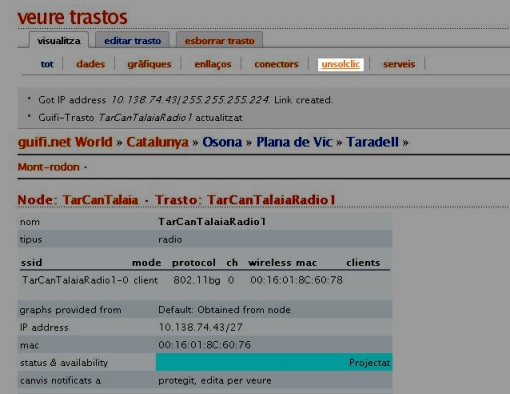 veure trastos
visualitza editar trasto esborrar trasto
tot dades gràfiques enllaços conectors unsolclic serveis
Got IP address 10.138.74.43/255.255.255.224. Link created.
Guifi-Trasto TarCanTalaiaRadio1 actualitzat
guifi.net World » Catalunya » Osona » Plana de Vic » Taradell »
Mont-rodon ·
Node: TarCanTalaia · Trasto: TarCanTalaiaRadio1
nom TarCanTalaiaRadio1
tipus radio
ssid mode protocol ch wireless mac clients
TarCanTalaiaRadio1-0 client 802.11bg 0 00:16:01:8C:60:78
graphs provided from Default: Obtained from node
IP address 10.138.74.43/27
mac 00:16:01:8C:60:76
status & availability Projectat
canvis notificats a protegit, edita per veure